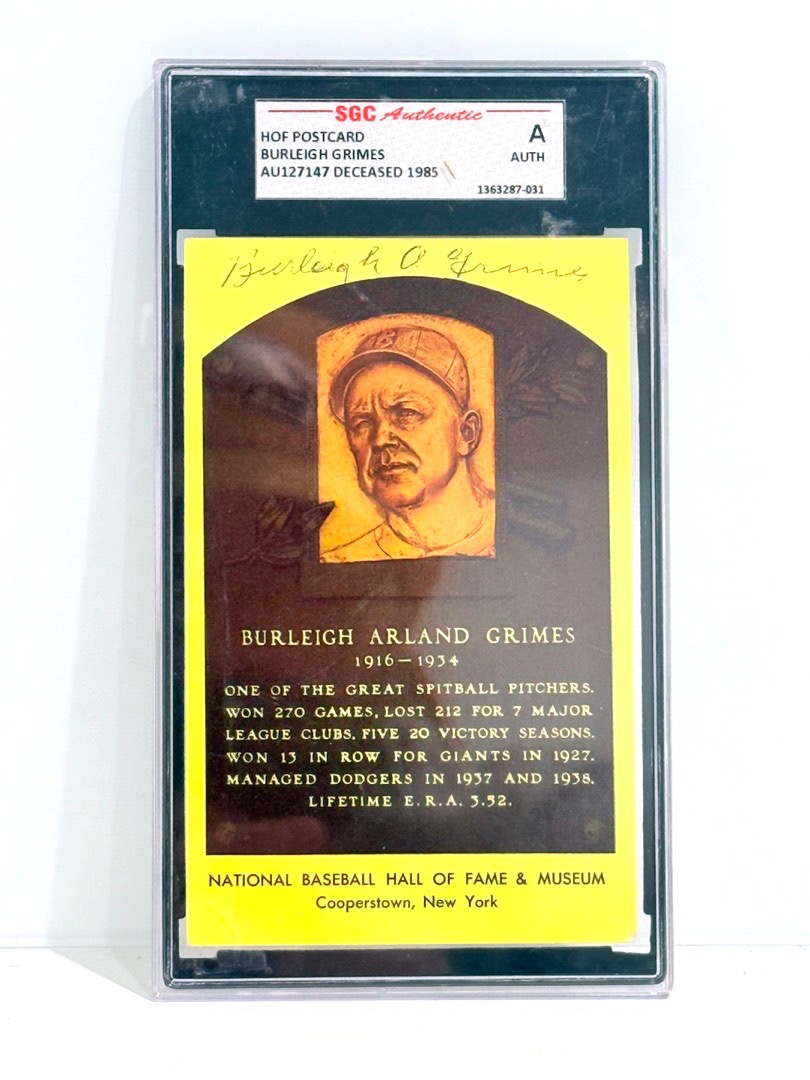 SGC Authentic
HOF POSTCARD
BURLEIGH GRIMES
AU127147 DECEASED 1985
A
AUTH
1363287-031
Burleigh A Grimes
B
BURLEIGH ARLAND GRIMES
1916–1934
ONE OF THE GREAT SPITBALL PITCHERS.
WON 270 GAMES, LOST 212 FOR 7 MAJOR
LEAGUE CLUBS. FIVE 20 VICTORY SEASONS.
WON 13 IN ROW FOR GIANTS IN 1927.
MANAGED DODGERS IN 1937 AND 1938.
LIFETIME E.R.A. 3.52.
NATIONAL BASEBALL HALL OF FAME & MUSEUM
Cooperstown, New York